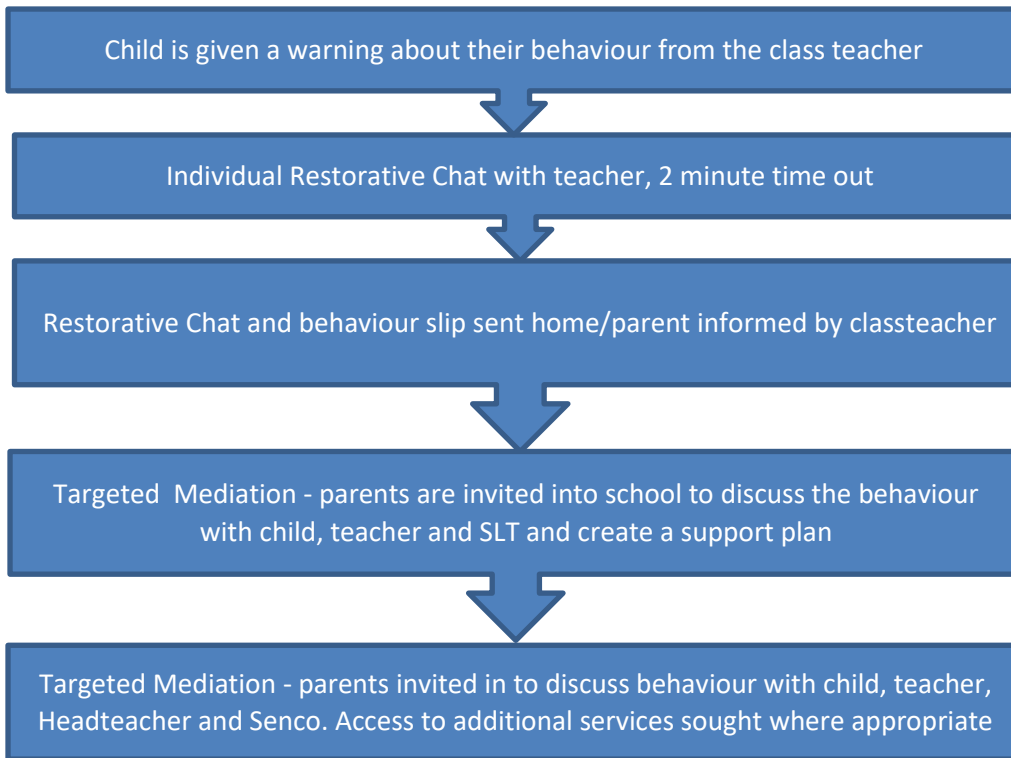 Child is given a warning about their behaviour from the class teacher
Individual Restorative Chat with teacher, 2 minute time out
Restorative Chat and behaviour slip sent home/parent informed by classteacher
Targeted  Mediation - parents are invited into school to discuss the behaviour
with child, teacher and SLT and create a support plan
Targeted Mediation - parents invited in to discuss behaviour with child, teacher,
Headteacher and Senco. Access to additional services sought where appropriate